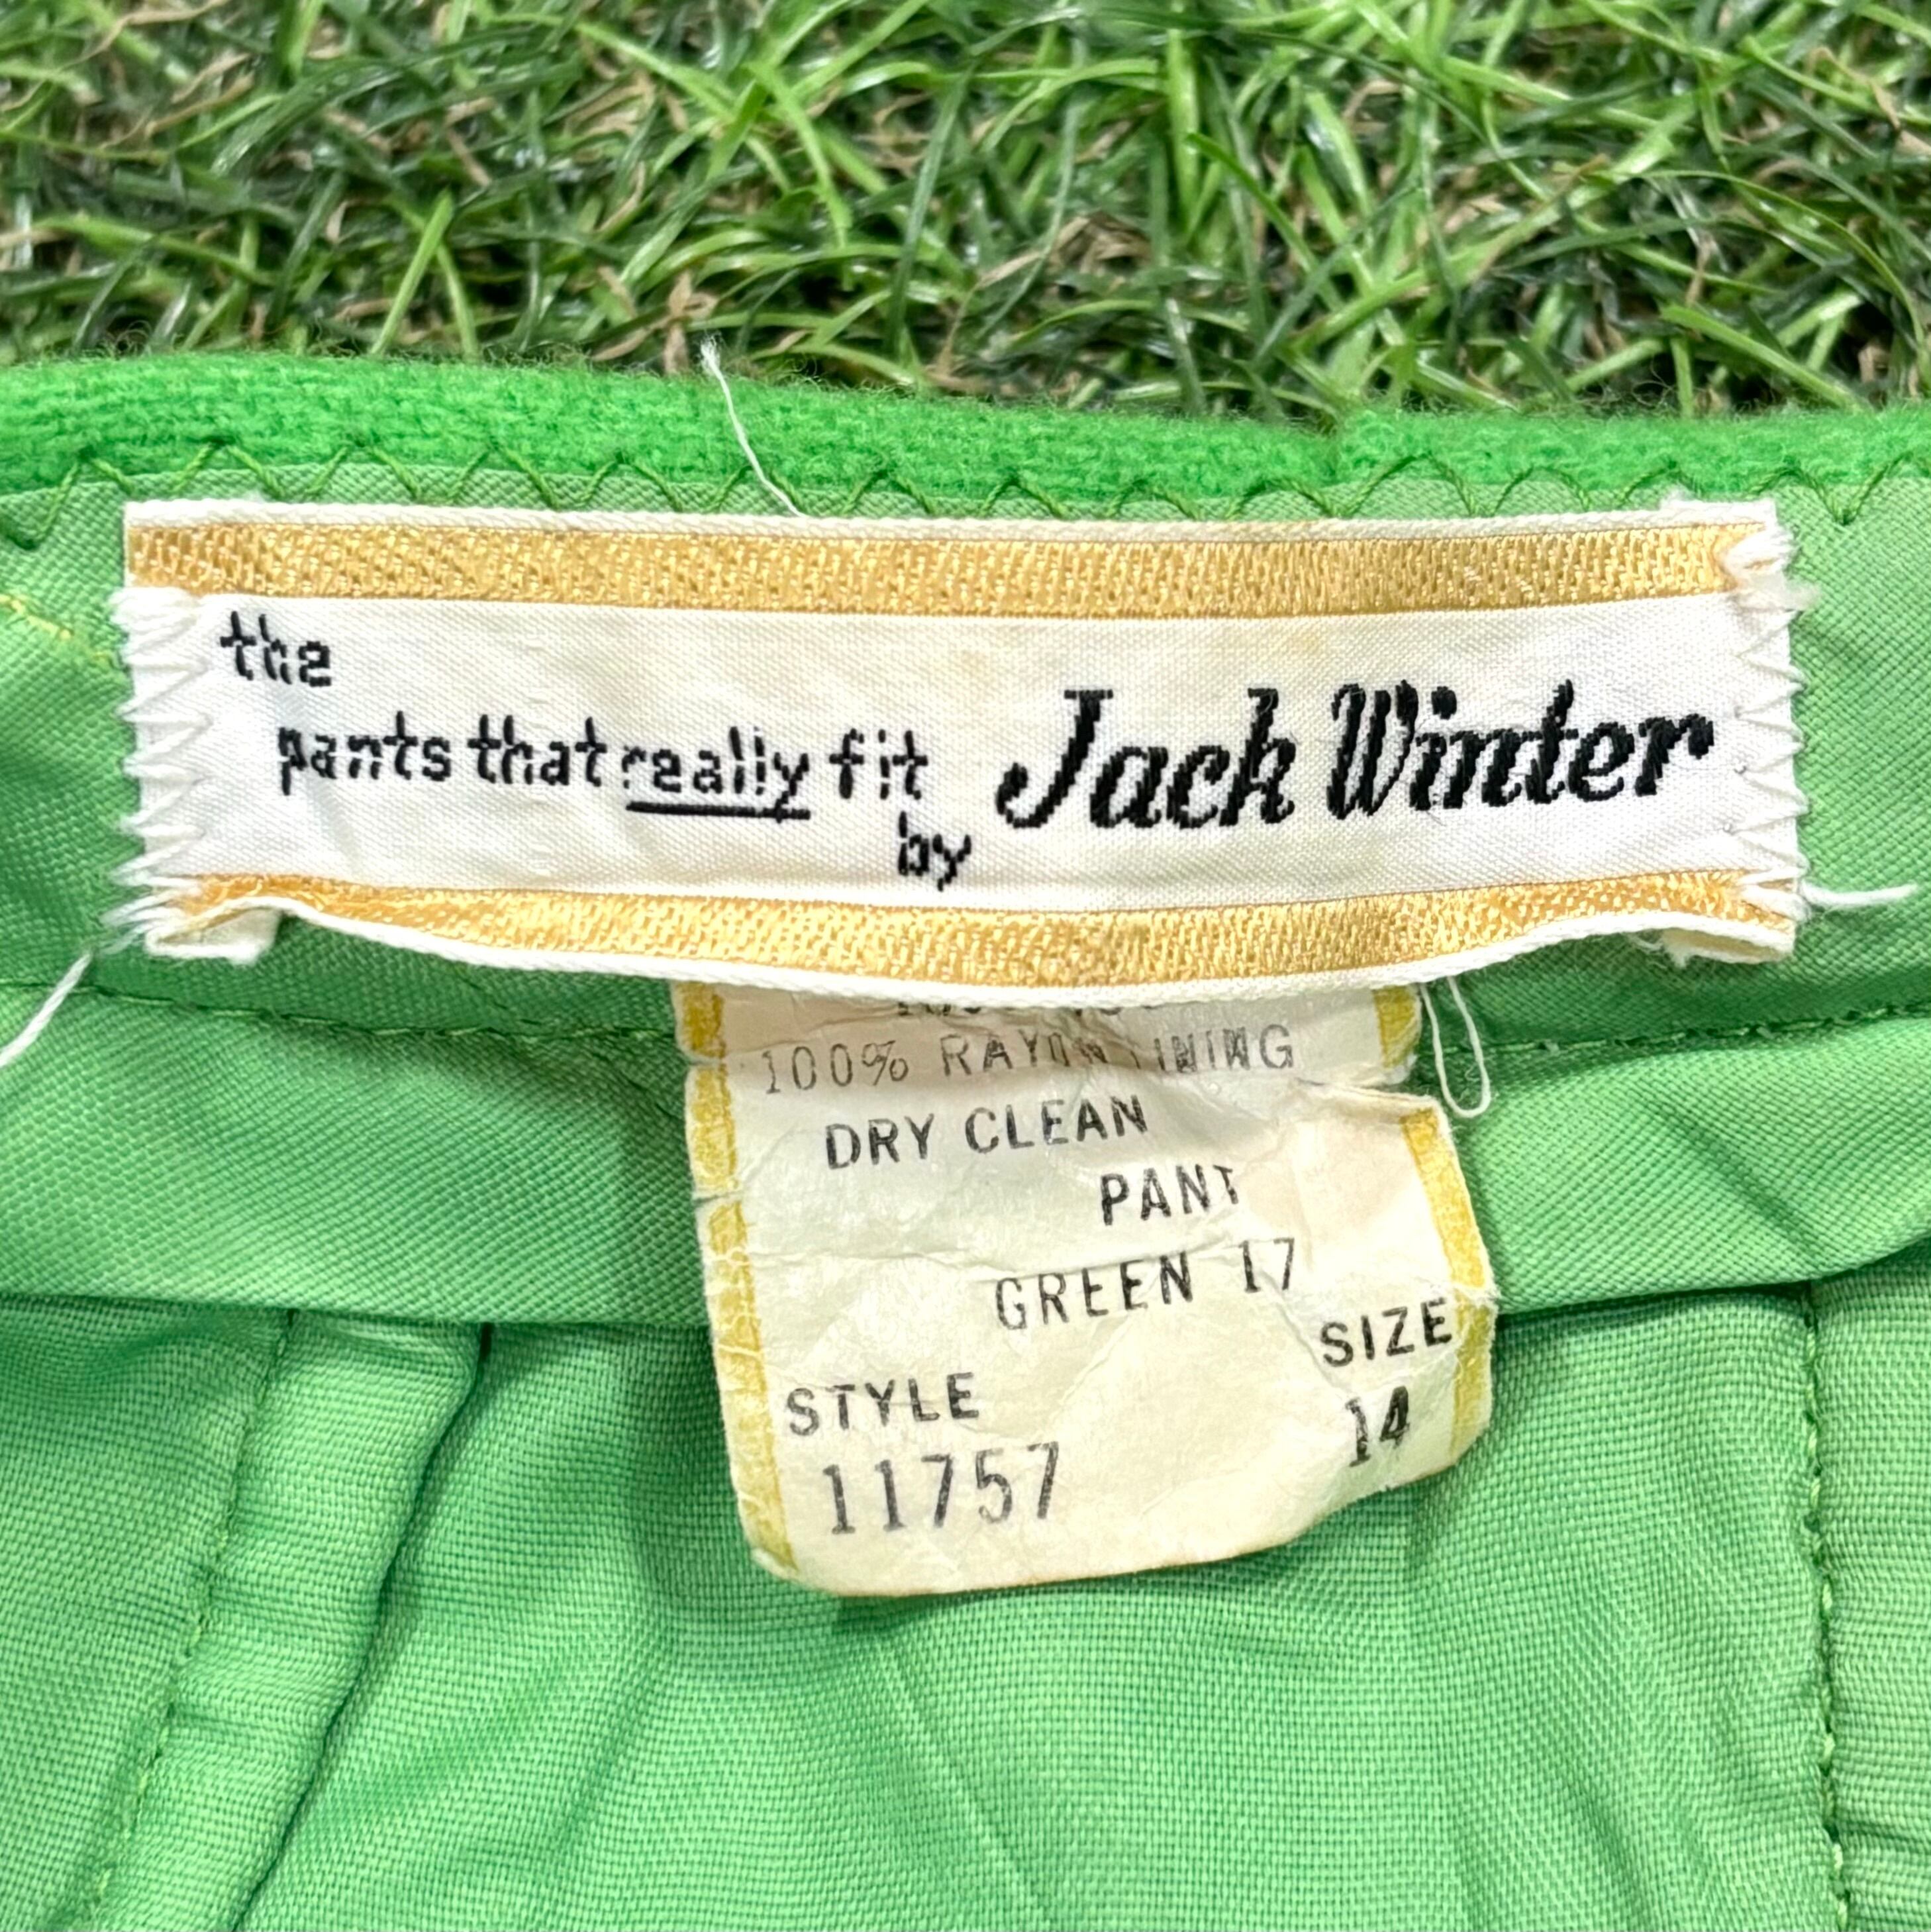 the
pants that really fit
by
Jack Winter
100% RAYON LINING
DRY CLEAN
PANT
GREEN 17
STYLE
SIZE
11757
14